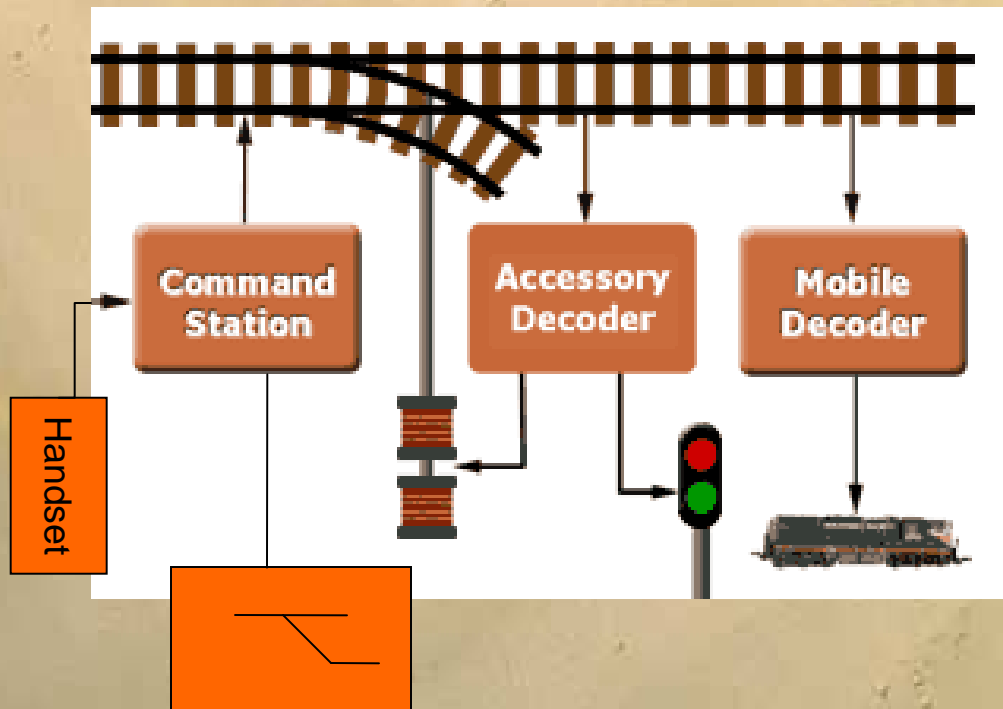 Command
Station
Accessory
Decoder
Mobile
Decoder
Handset